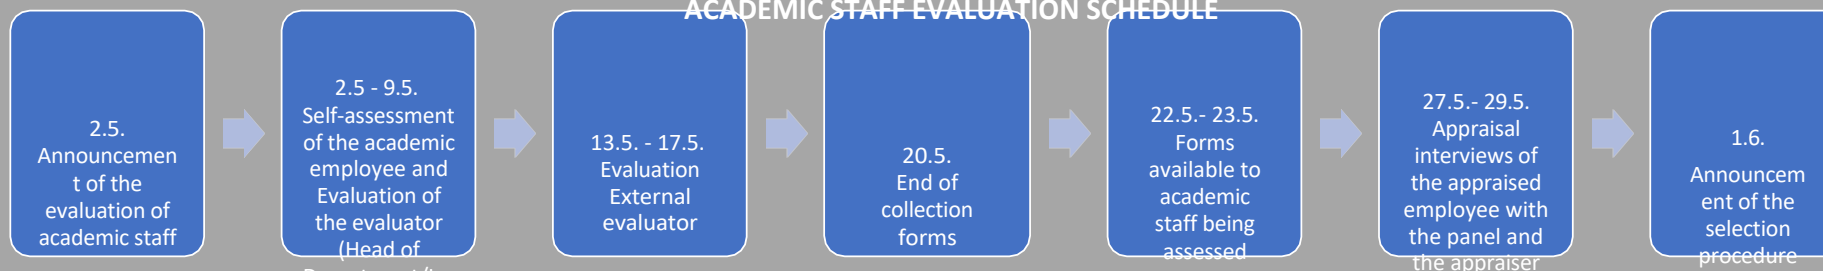 ACADEMIC STAFF EVALUATION SCHEDULE
2.5.
Announcemen
t of the
evaluation of
academic staff
2.5 - 9.5.
Self-assessment
of the academic
employee and
Evaluation of
the evaluator
(Head of
13.5. - 17.5.
Evaluation
External
evaluator
20.5.
End of
collection
forms
22.5.- 23.5.
Forms
available to
academic
staff being
assessed
27.5.- 29.5.
Appraisal
interviews of
the appraised
employee with
the panel and
the appraiser
1.6.
Announcem
ent of the
selection
procedure